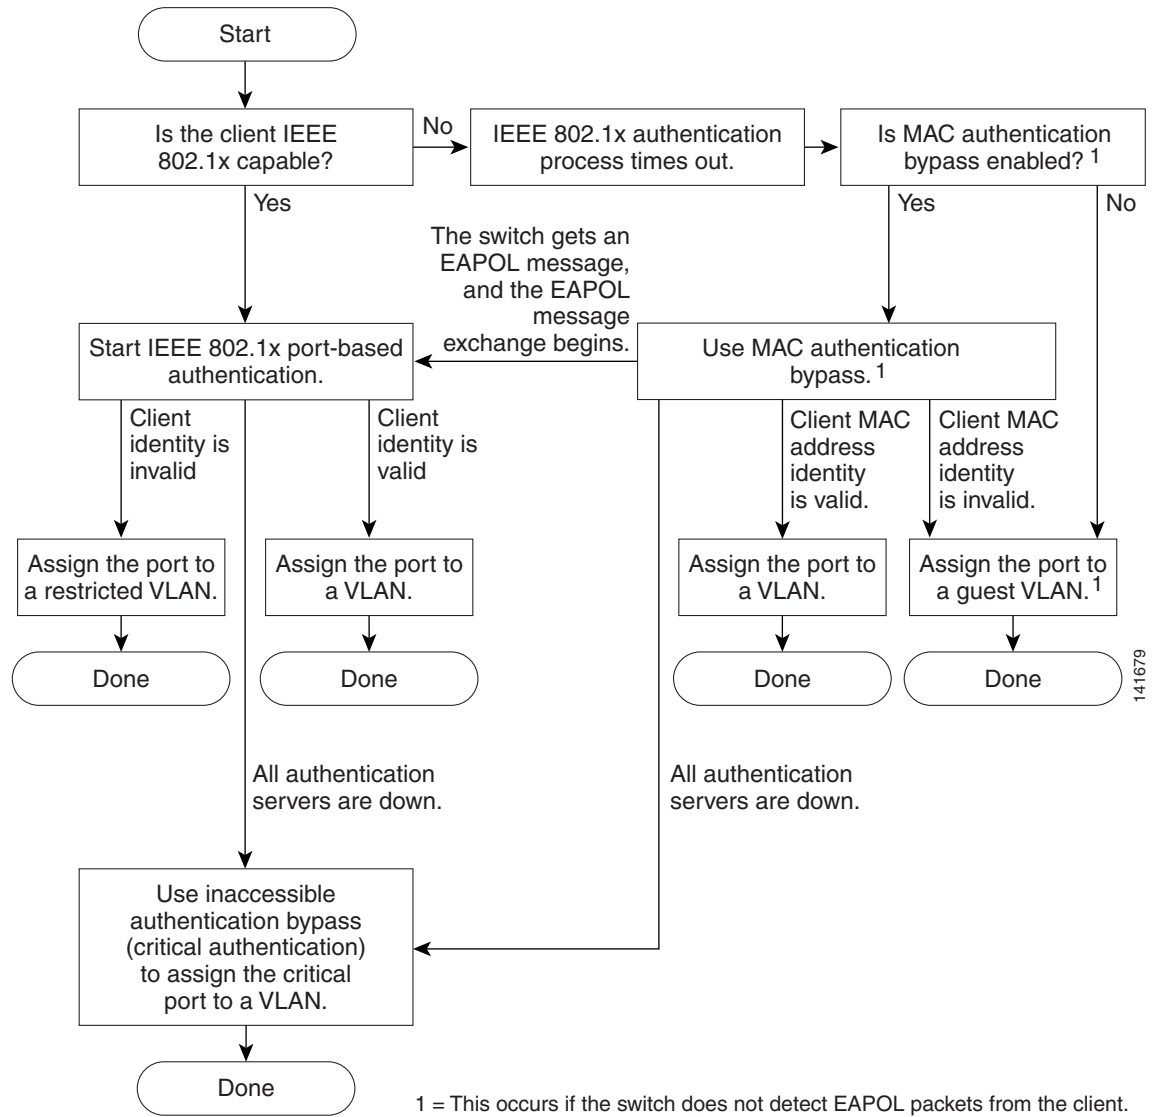 Start
Is the client IEEE
802.1x capable?
No
IEEE 802.1x authentication
process times out.
Is MAC authentication
bypass enabled? 1
Yes
Yes
No
The switch gets an
EAPOL message,
and the EAPOL
message
exchange begins.
Start IEEE 802.1x port-based
authentication.
Use MAC authentication
bypass. 1
Client
identity is
invalid
Client
identity is
valid
Client MAC
address
identity
is valid.
Client MAC
address
identity
is invalid.
Assign the port to
a restricted VLAN.
Assign the port to
a VLAN.
Assign the port to
a VLAN.
Assign the port to
a guest VLAN. 1
Done
Done
Done
Done
141679
All authentication
servers are down.
All authentication
servers are down.
Use inaccessible
authentication bypass
(critical authentication)
to assign the critical
port to a VLAN.
Done
1 = This occurs if the switch does not detect EAPOL packets from the client.